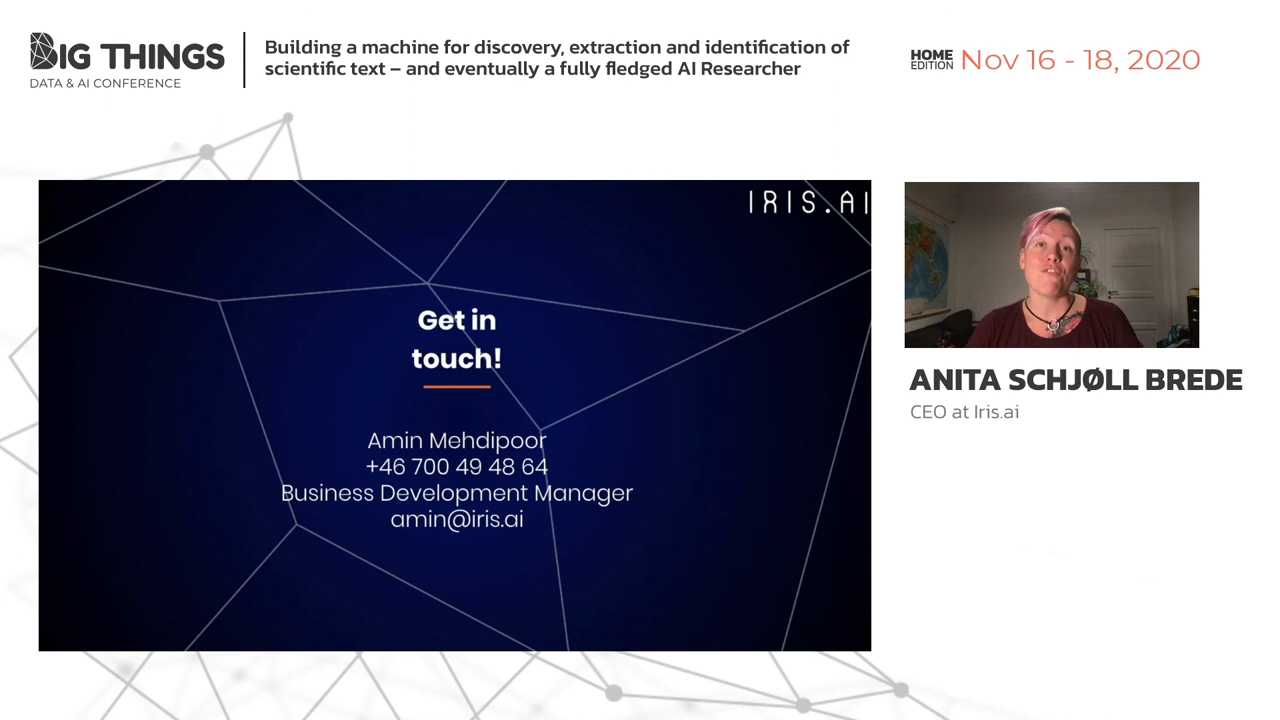 BIG THINGS
DATA & AI CONFERENCE
Building a machine for discovery, extraction and identification of
scientific text – and eventually a fully fledged AI Researcher
HOME
EDITION
Nov 16 - 18, 2020
IRIS.AI
Get in
touch!
Amin Mehdipoor
+46 700 49 48 64
Business Development Manager
amin@iris.ai
ANITA SCHJØLL BREDE
CEO at Iris.ai